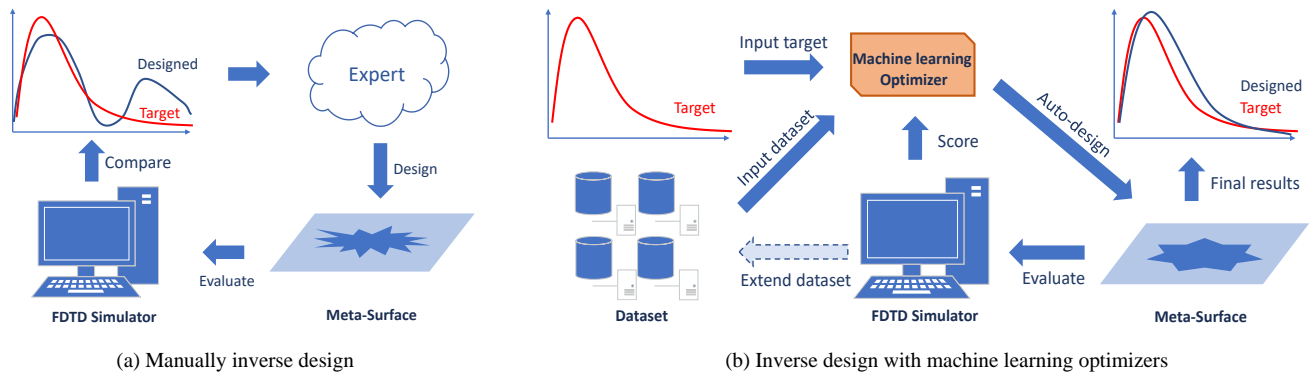 Designed
Target
Expert
Compare
Design
Evaluate
FDTD Simulator
Meta-Surface
(a) Manually inverse design
Input target
Machine learning
Optimizer
Target
Input dataset
Score
Auto-design
Designed
Target
Final results
Extend dataset
Evaluate
Dataset
FDTD Simulator
Meta-Surface
(b) Inverse design with machine learning optimizers